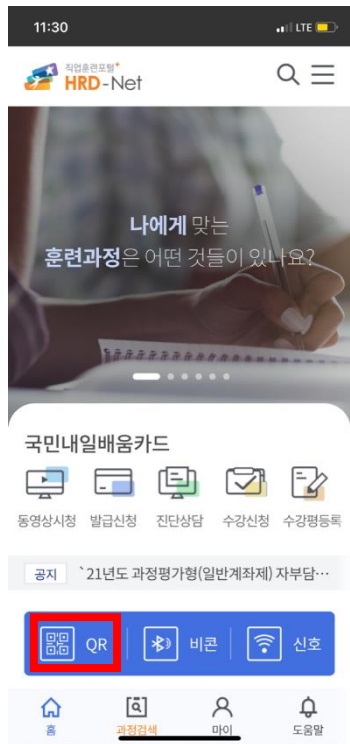 11:30
LTE
직업훈련포털
HRD-Net
나에게 맞는
훈련과정은 어떤 것들이 있나요?
국민내일배움카드
동영상시청 발급신청 진단상담 수강신청 수강평등록
공지 `21년도 과정평가형(일반계좌제) 자부담…
QR 비콘 신호
홈 과정검색 마이 도움말